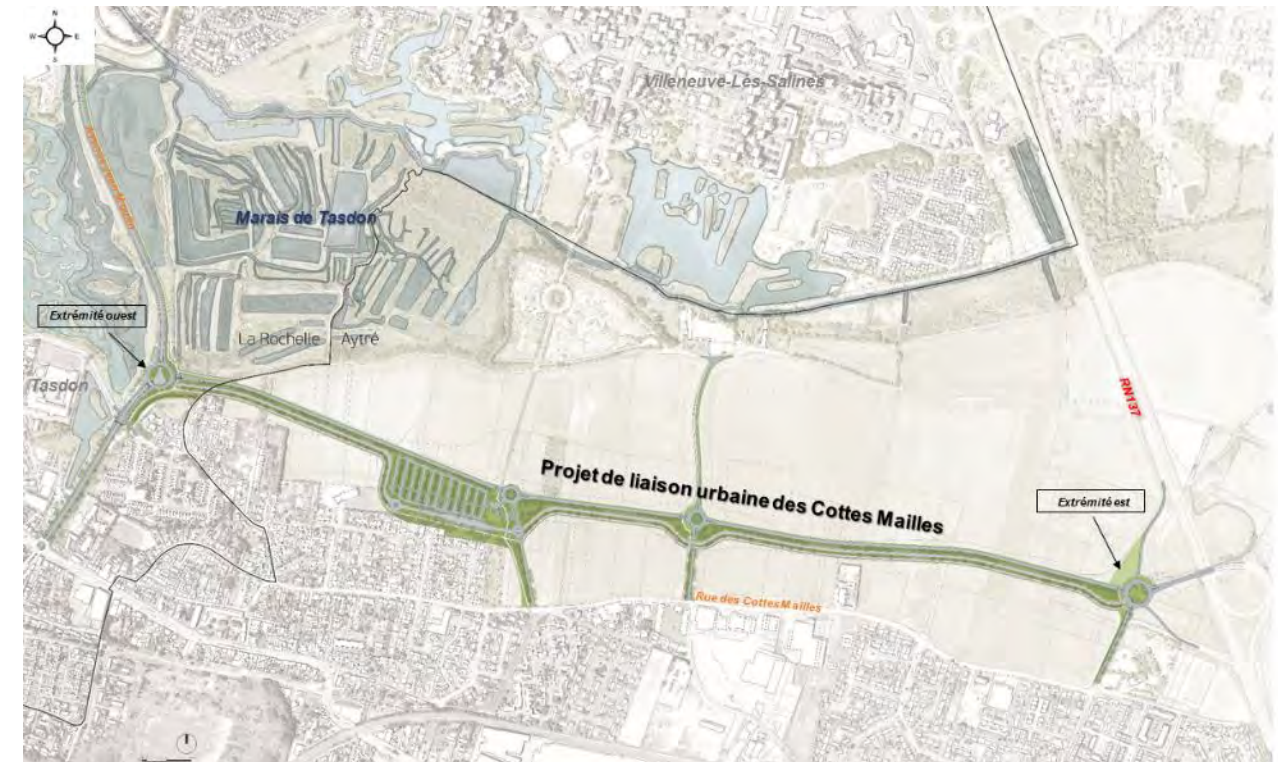 N
W
E
S
Villeneuve-Les-Salines
Marais de Tasdon
Extrémité ouest
La Rochelle
Aytré
Tasdon
RN137
Projet de liaison urbaine des Cottes Mailles
Extrémité est
Rue des Cottes Mailles